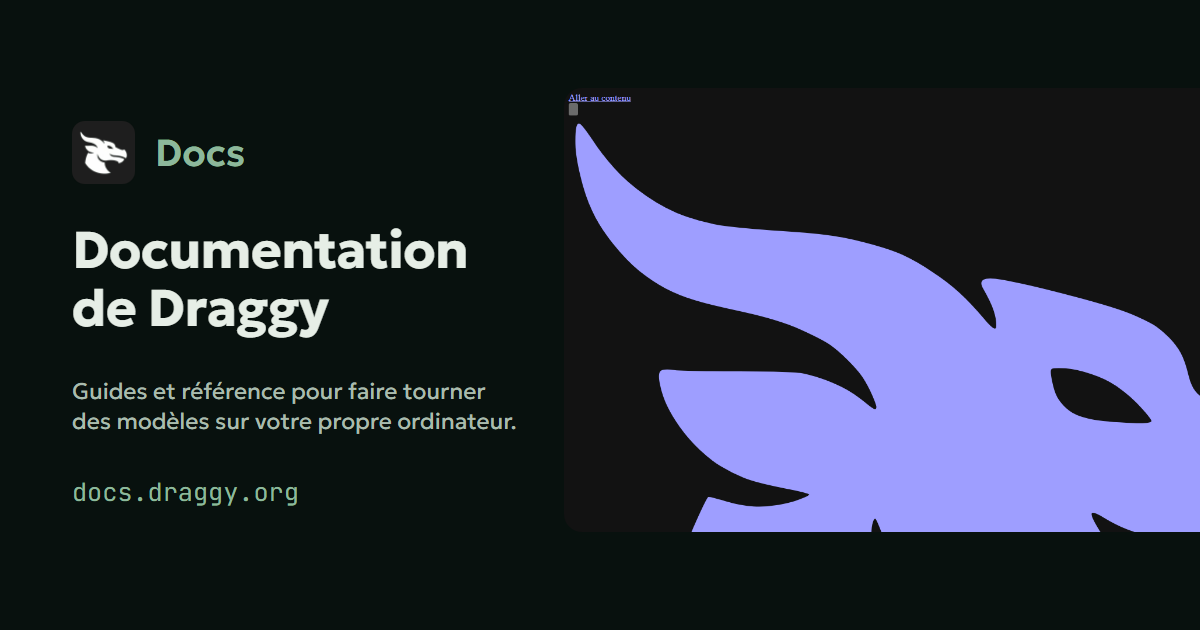 Docs
Documentation
de Draggy
Guides et référence pour faire tourner
des modèles sur votre propre ordinateur.
docs.draggy.org
Aller au contenu